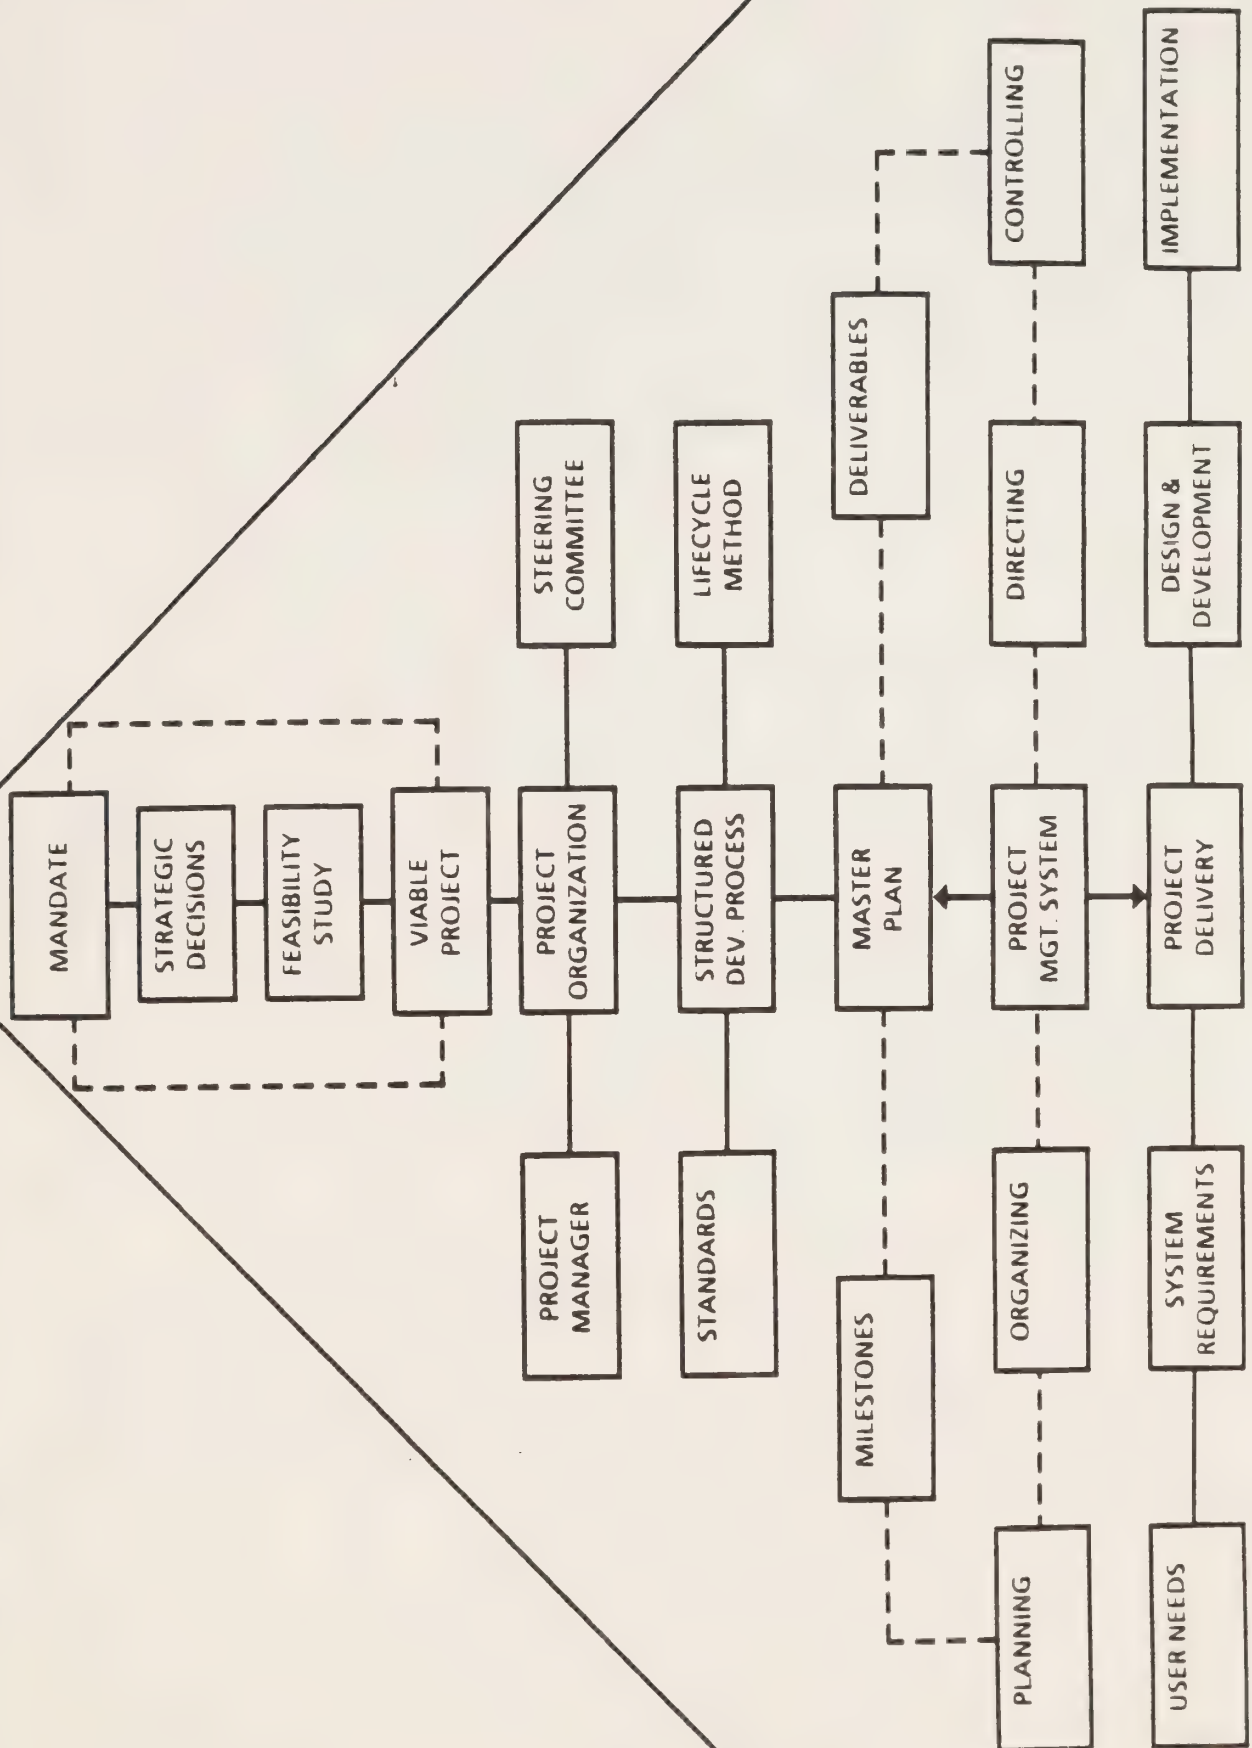 MANDATE
STRATEGIC
DECISIONS
FEASIBILITY
STUDY
VIABLE
PROJECT
PROJECT
MANAGER
PROJECT
ORGANIZATION
STEERING
COMMITTEE
STANDARDS
STRUCTURED
DEV. PROCESS
LIFECYCLE
METHOD
MILESTONES
MASTER
PLAN
DELIVERABLES
PLANNING
ORGANIZING
PROJECT
MGT. SYSTEM
DIRECTING
CONTROLLING
USER NEEDS
SYSTEM
REQUIREMENTS
PROJECT
DELIVERY
DESIGN &
DEVELOPMENT
IMPLEMENTATION